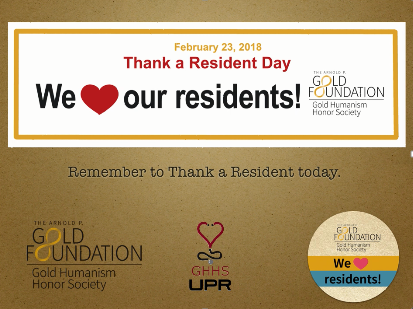 February 23, 2018
Thank a Resident Day
We our residents!
THE ARNOLD P.
GOLD
FOUNDATION
Gold Humanism
Honor Society
Remember to Thank a Resident today.
THE ARNOLD P.
GOLD
FOUNDATION
Gold Humanism
Honor Society
GHHS
UPR
THE ARNOLD P.
GOLD
FOUNDATION
Gold Humanism
Honor Society
We
residents!